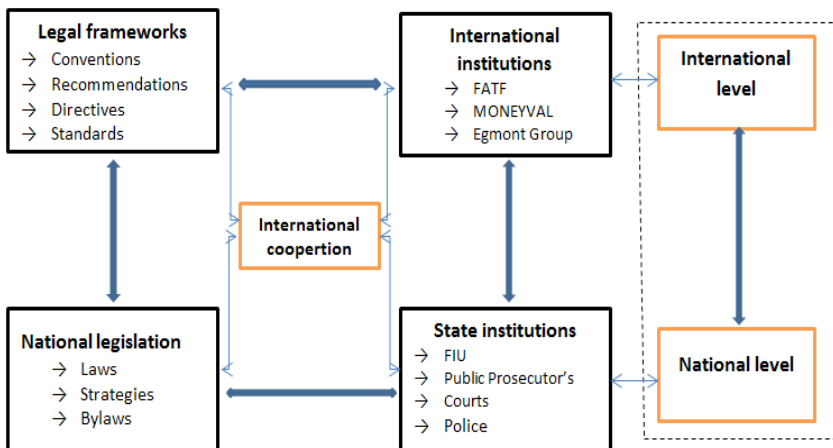 Legal frameworks
→ Conventions
→ Recommendations
→ Directives
→ Standards
International
institutions
→ FATF
→ MONEYVAL
→ Egmont Group
International
level
International
coopertion
National legislation
→ Laws
→ Strategies
→ Bylaws
State institutions
→ FIU
→ Public Prosecutor's
→ Courts
→ Police
National level